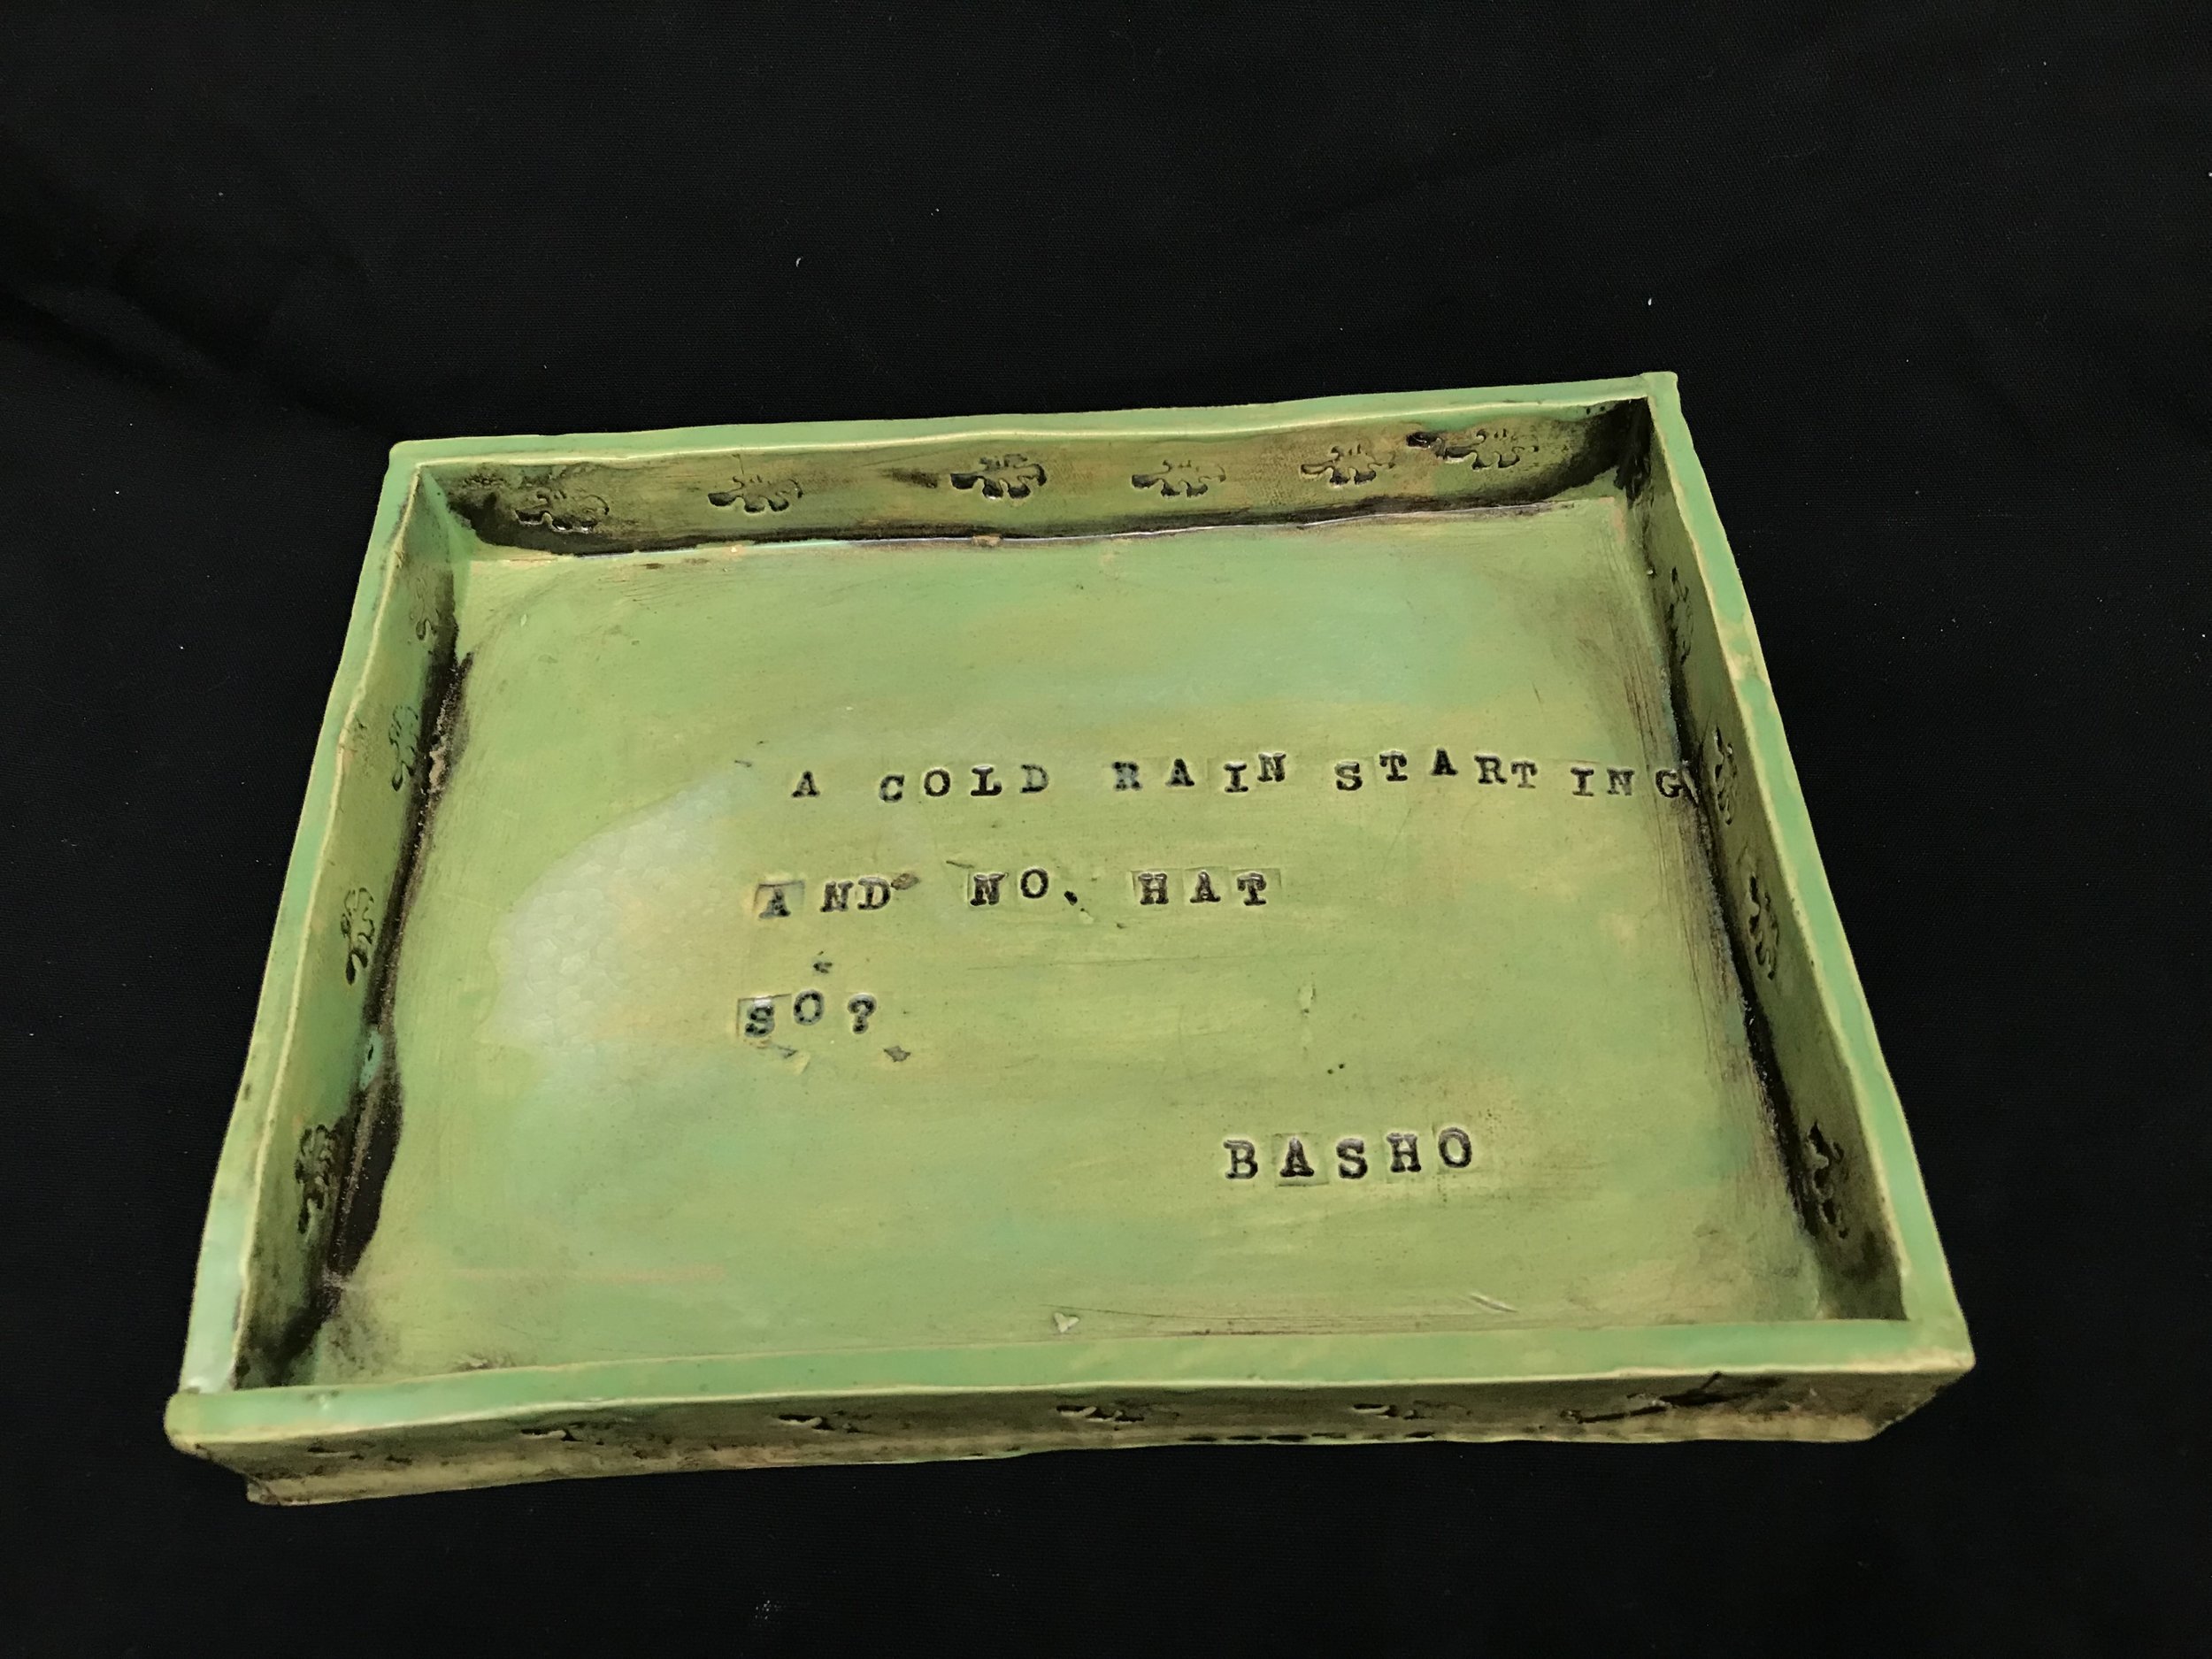 A COLD RAIN STARTING
AND NO. HAT
SO?
BASHO